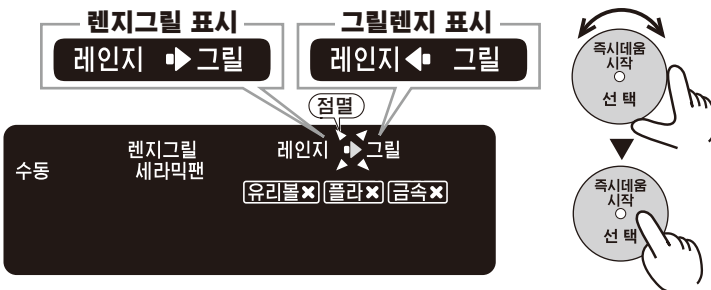 렌지그릴 표시
레인지 그릴
그릴렌지 표시
레인지 그릴
점멸
수동
렌지그릴
세라믹팬
레인지 그릴
유리볼✖ 플라✖ 금속✖
즉시데움
시작
선 택
즉시데움
시작
선 택